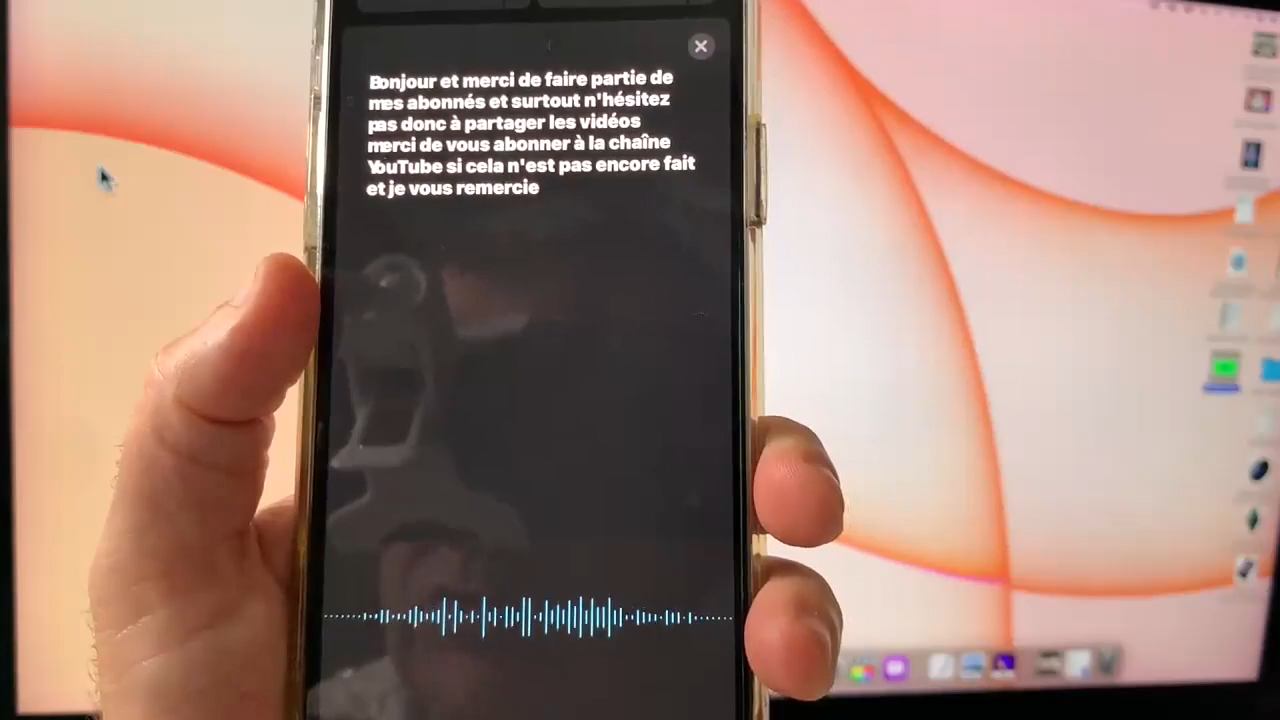 Bonjour et merci de faire partie de
mes abonnés et surtout n'hésitez
pas donc à partager les vidéos
merci de vous abonner à la chaîne
YouTube si cela n'est pas encore fait
et je vous remercie